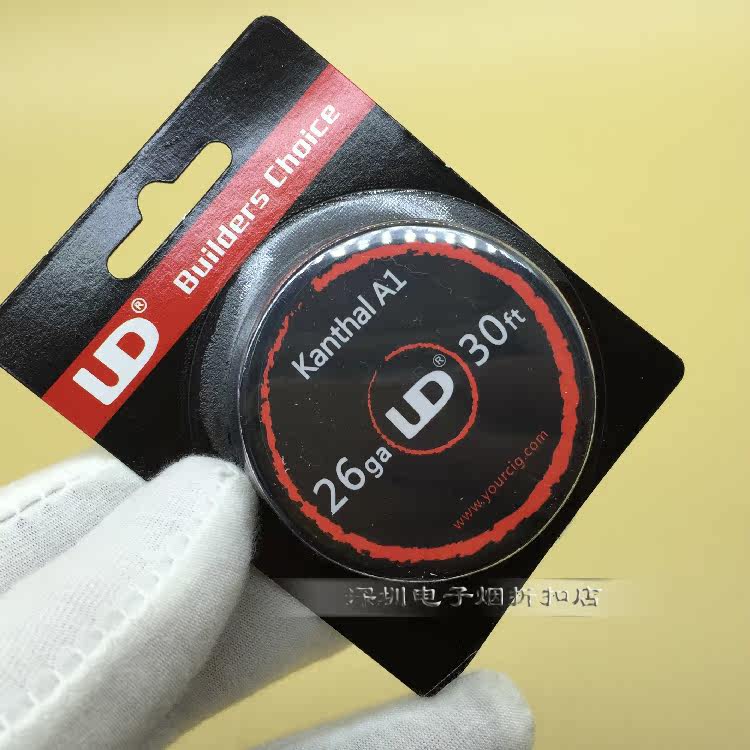 UD® Builders Choice
Kanthal A1
30ft
UD®
26ga
www.yourcig.com
深圳电子烟折扣店